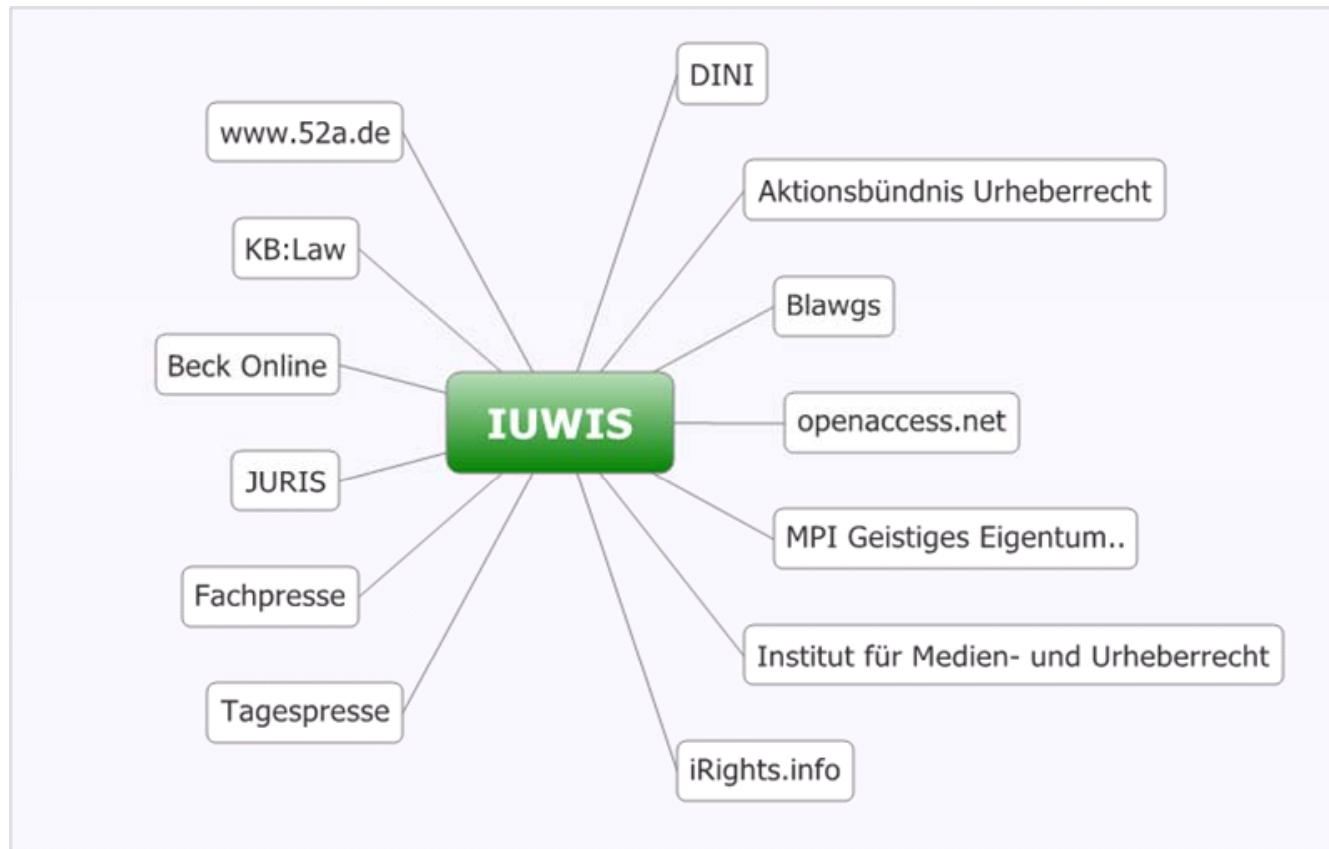 DINI
www.52a.de
Aktionsbündnis Urheberrecht
KB:Law
Blawgs
Beck Online
IUWIS
openaccess.net
JURIS
MPI Geistiges Eigentum..
Fachpresse
Institut für Medien- und Urheberrecht
Tagespresse
iRights.info